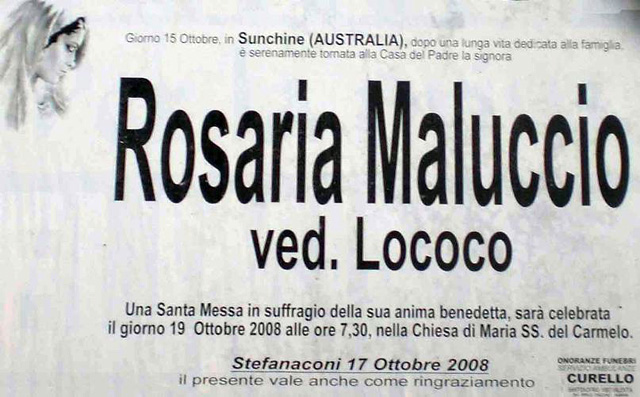 Giorno 15 Ottobre, in Sunchine (AUSTRALIA), dopo una lunga vita dedicata alla famiglia,
è serenamente tornata alla Casa del Padre la signora
Rosaria Maluccio
ved. Lococo
Una Santa Messa in suffragio della sua anima benedetta, sarà celebrata
il giorno 19 Ottobre 2008 alle ore 7,30, nella Chiesa di Maria SS. del Carmelo.
Stefanaconi 17 Ottobre 2008
il presente vale anche come ringraziamento
ONORANZE FUNEBRI
SERVIZIO AMBULANZE
CURELLO